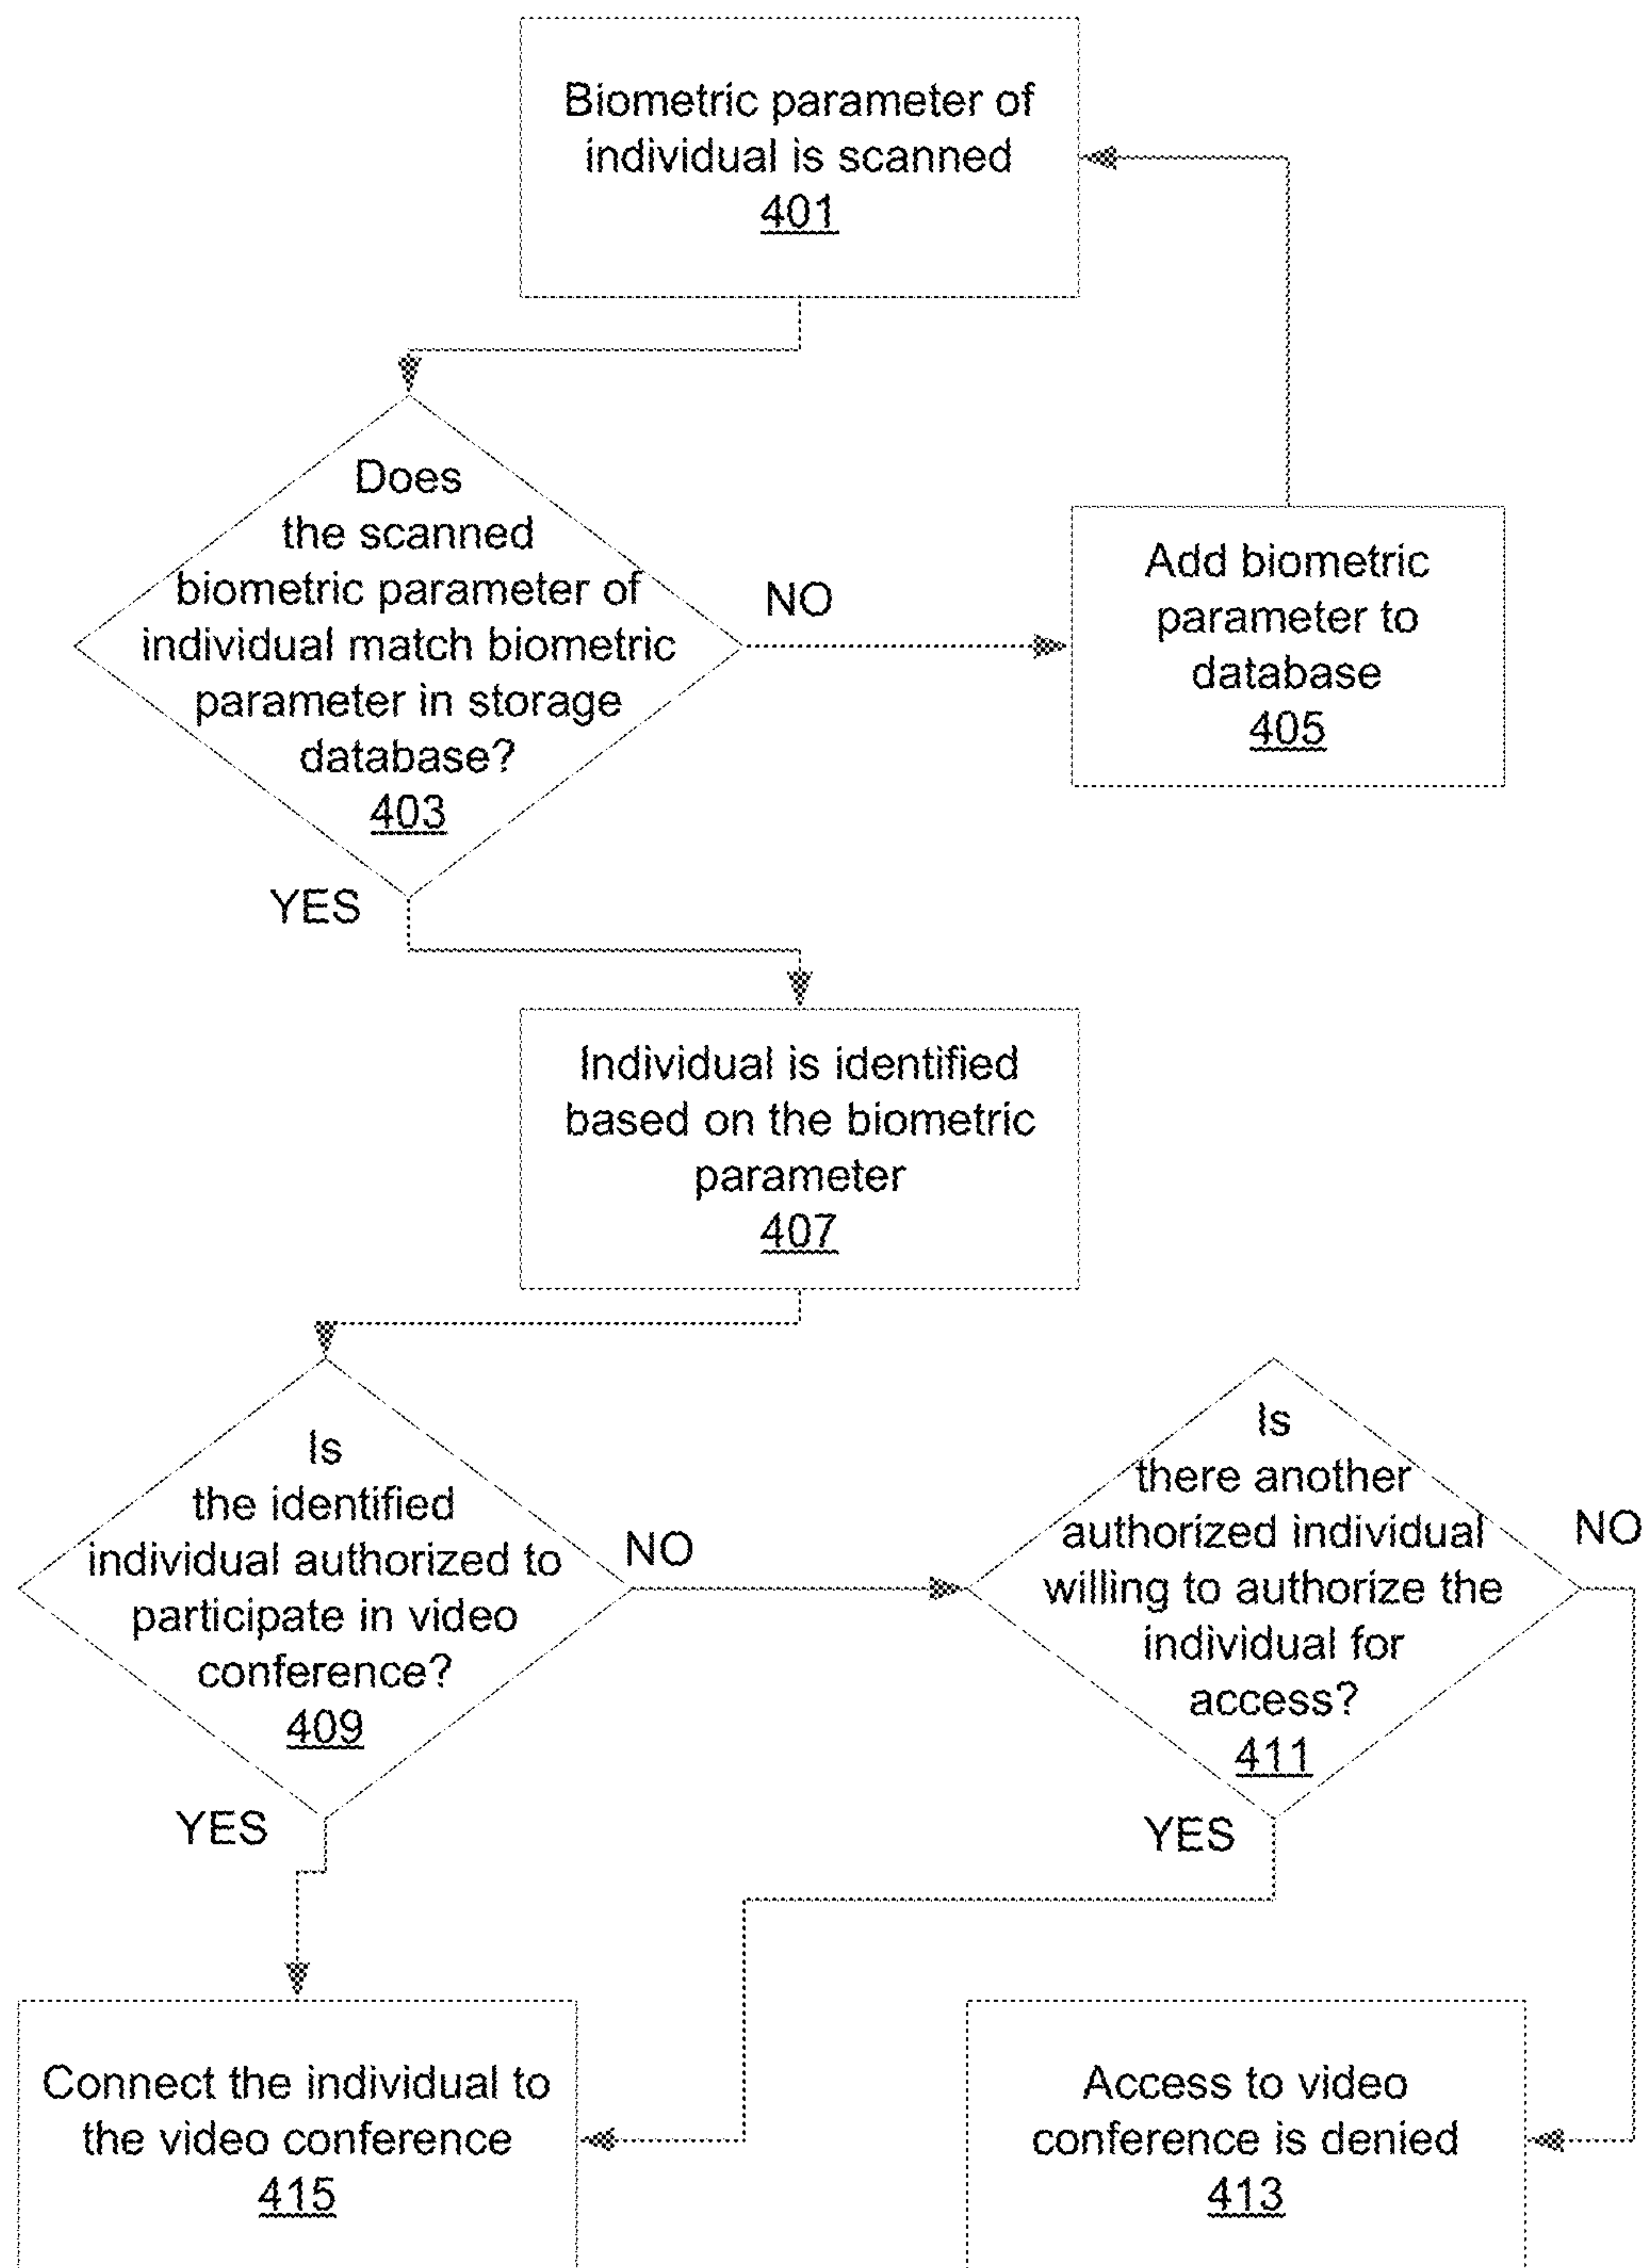 Biometric parameter of
individual is scanned
401
Does
the scanned
biometric parameter of
individual match biometric
parameter in storage
database?
403
NO
Add biometric
parameter to
database
405
YES
Individual is identified
based on the biometric
parameter
407
Is
the identified
individual authorized to
participate in video
conference?
409
NO
Is
there another
authorized individual
willing to authorize the
individual for
access?
411
NO
YES
YES
Connect the individual to
the video conference
415
Access to video
conference is denied
413